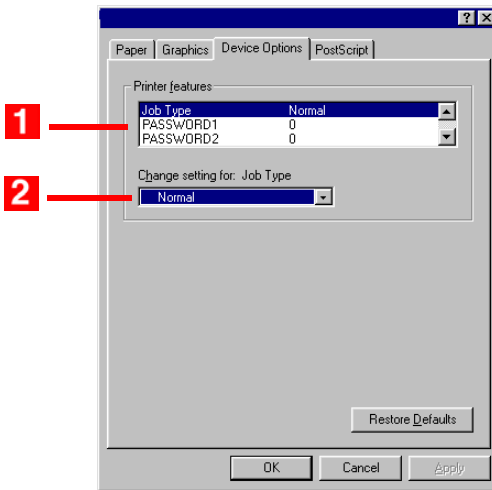 Paper Graphics Device Options PostScript
Printer features
1
Job Type Normal
PASSWORD1 0
PASSWORD2 0
Change setting for: Job Type
2
Normal
Restore Defaults
OK Cancel Apply